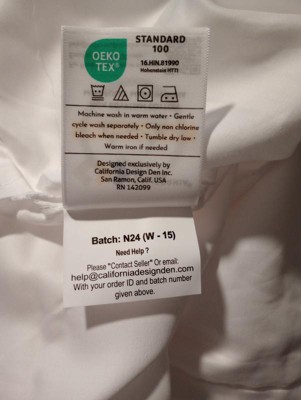 OEKO
TEX®
STANDARD
100
16.HIN.81990
Hohenstein HTTI
Machine wash in warm water • Gentle
cycle wash separately • Only non chlorine
bleach when needed • Tumble dry low •
Warm iron if needed
Designed exclusively by
California Design Den Inc.
San Ramon, Calif. USA
RN 142099
Batch: N24 (W - 15)
Need Help ?
Please "Contact Seller" Or email:
help@californiadesignden.com
With your order ID and batch number
given above.